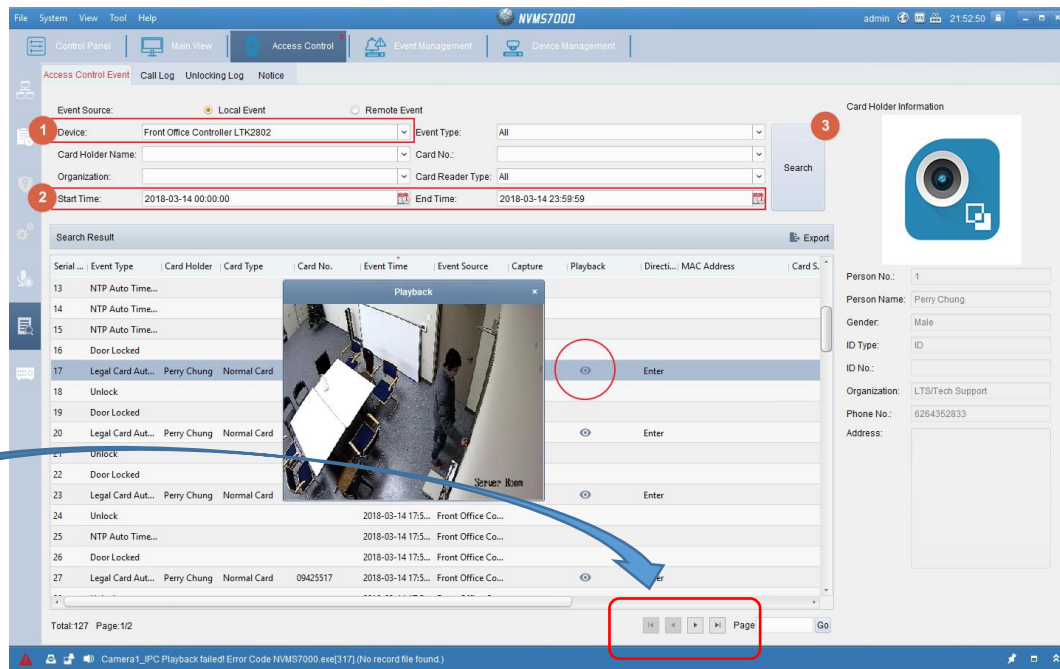 File System View Tool Help NVMS7000 admin 21:52:50
Control Panel Main View Access Control Event Management Device Management
Access Control Event Call Log Unlocking Log Notice
Event Source: Local Event Remote Event Card Holder Information
1 Device: Front Office Controller LTK2802 Event Type: All 3
Card Holder Name: Card No.:
Organization: Card Reader Type: All Search
2 Start Time: 2018-03-14 00:00:00 End Time: 2018-03-14 23:59:59
Search Result Export
Serial ... Event Type Card Holder Card Type Card No. Event Time Event Source Capture Playback Directi... MAC Address Card S.
13 NTP Auto Time...
14 NTP Auto Time...
15 NTP Auto Time...
16 Door Locked
17 Legal Card Aut... Perry Chung Normal Card Enter
18 Unlock
19 Door Locked
20 Legal Card Aut... Perry Chung Normal Card Enter
21 Unlock
22 Door Locked
23 Legal Card Aut... Perry Chung Normal Card Enter
24 Unlock 2018-03-14 17:5... Front Office Co...
25 NTP Auto Time... 2018-03-14 17:5... Front Office Co...
26 Door Locked 2018-03-14 17:5... Front Office Co...
27 Legal Card Aut... Perry Chung Normal Card 09425517 2018-03-14 17:5... Front Office Co...
Playback
Server Room
Total:127 Page:1/2 Page Go
Person No.: 1
Person Name: Perry Chung
Gender: Male
ID Type: ID
ID No.:
Organization: LTS/Tech Support
Phone No.: 6264352833
Address:
Camera1_IPC Playback failed! Error Code NVMS7000.exe[317].(No record file found.)